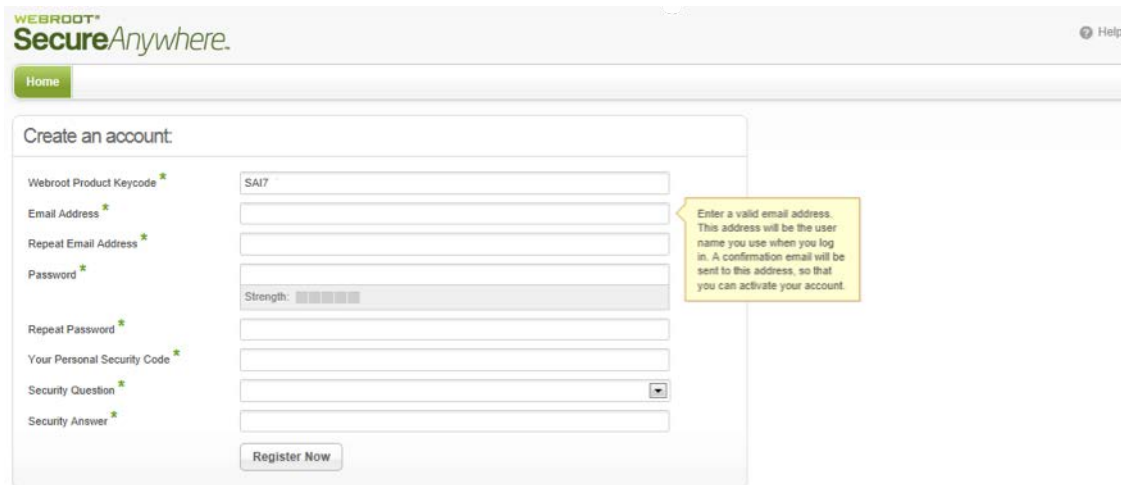 WEBROOT®
SecureAnywhere™
Help
Home
Create an account:
Webroot Product Keycode *
SAI7
Email Address *
Repeat Email Address *
Password *
Strength:
Repeat Password *
Your Personal Security Code *
Security Question *
Security Answer *
Register Now
Enter a valid email address.
This address will be the user
name you use when you log
in. A confirmation email will be
sent to this address, so that
you can activate your account.